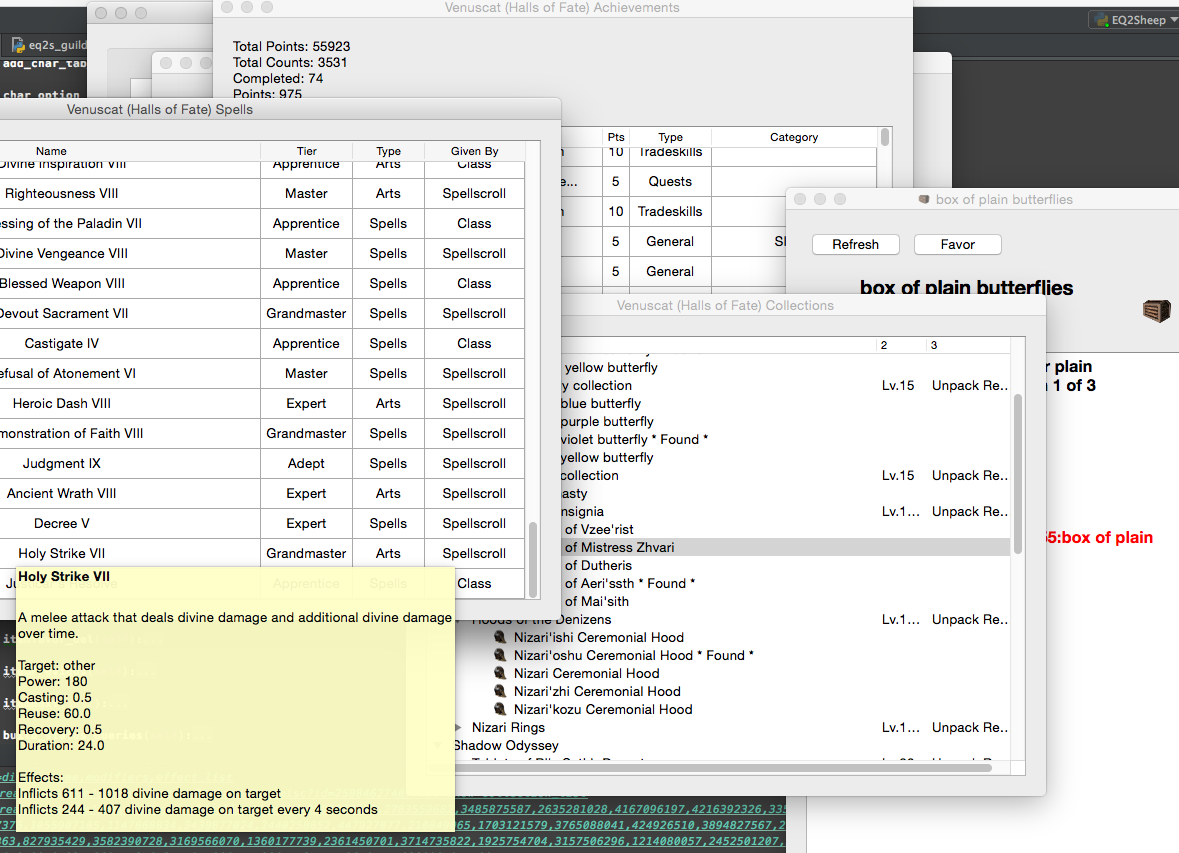 Venuscat (Halls of Fate) Achievements
EQ2Sheep
eq2s_guild
add_char_tab
char_option
Total Points: 55923
Total Counts: 3531
Completed: 74
Points: 975
Pts Type Category
10 Tradeskills
5 Quests
10 Tradeskills
5 General
5 General
Venuscat (Halls of Fate) Spells
Name Tier Type Given By
Divine Inspiration VIII Apprentice Arts Class
Righteousness VIII Master Arts Spellscroll
essing of the Paladin VII Apprentice Spells Class
Divine Vengeance VIII Master Spells Spellscroll
Blessed Weapon VIII Apprentice Spells Class
Devout Sacrament VII Grandmaster Spells Spellscroll
Castigate IV Apprentice Spells Class
efusal of Atonement VI Master Spells Spellscroll
Heroic Dash VIII Expert Arts Spellscroll
monstration of Faith VIII Grandmaster Spells Spellscroll
Judgment IX Adept Spells Spellscroll
Ancient Wrath VIII Expert Arts Spellscroll
Decree V Expert Spells Spellscroll
Holy Strike VII Grandmaster Arts Spellscroll
Apprentice Spells Class
Holy Strike VII
A melee attack that deals divine damage and additional divine damage
over time.
Target: other
Power: 180
Casting: 0.5
Reuse: 60.0
Recovery: 0.5
Duration: 24.0
Effects:
Inflicts 611 - 1018 divine damage on target
Inflicts 244 - 407 divine damage on target every 4 seconds
box of plain butterflies
Refresh Favor
box of plain butterflies
r plain
1 of 3
65:box of plain
Venuscat (Halls of Fate) Collections
2 3
yellow butterfly
y collection Lv.15 Unpack Re..
blue butterfly
purple butterfly
violet butterfly * Found *
yellow butterfly
collection Lv.15 Unpack Re..
asty
nsignia Lv.1... Unpack Re..
of Vzee'rist
of Mistress Zhvari
of Dutheris
of Aeri'ssth * Found *
of Mai'sith
Hoods of the Denizens Lv.1... Unpack Re..
Nizari'ishi Ceremonial Hood
Nizari'oshu Ceremonial Hood * Found *
Nizari Ceremonial Hood
Nizari'zhi Ceremonial Hood
Nizari'kozu Ceremonial Hood
Nizari Rings Lv.1... Unpack Re..
Shadow Odyssey
,3485875587,2635281028,4167096197,4216392326,335
065,1703121579,3765088041,424926510,3894827567,2
863,827935429,3582390728,3169566070,1360177739,2361450701,3714735822,1925754704,3157506296,1214080057,2452501207,